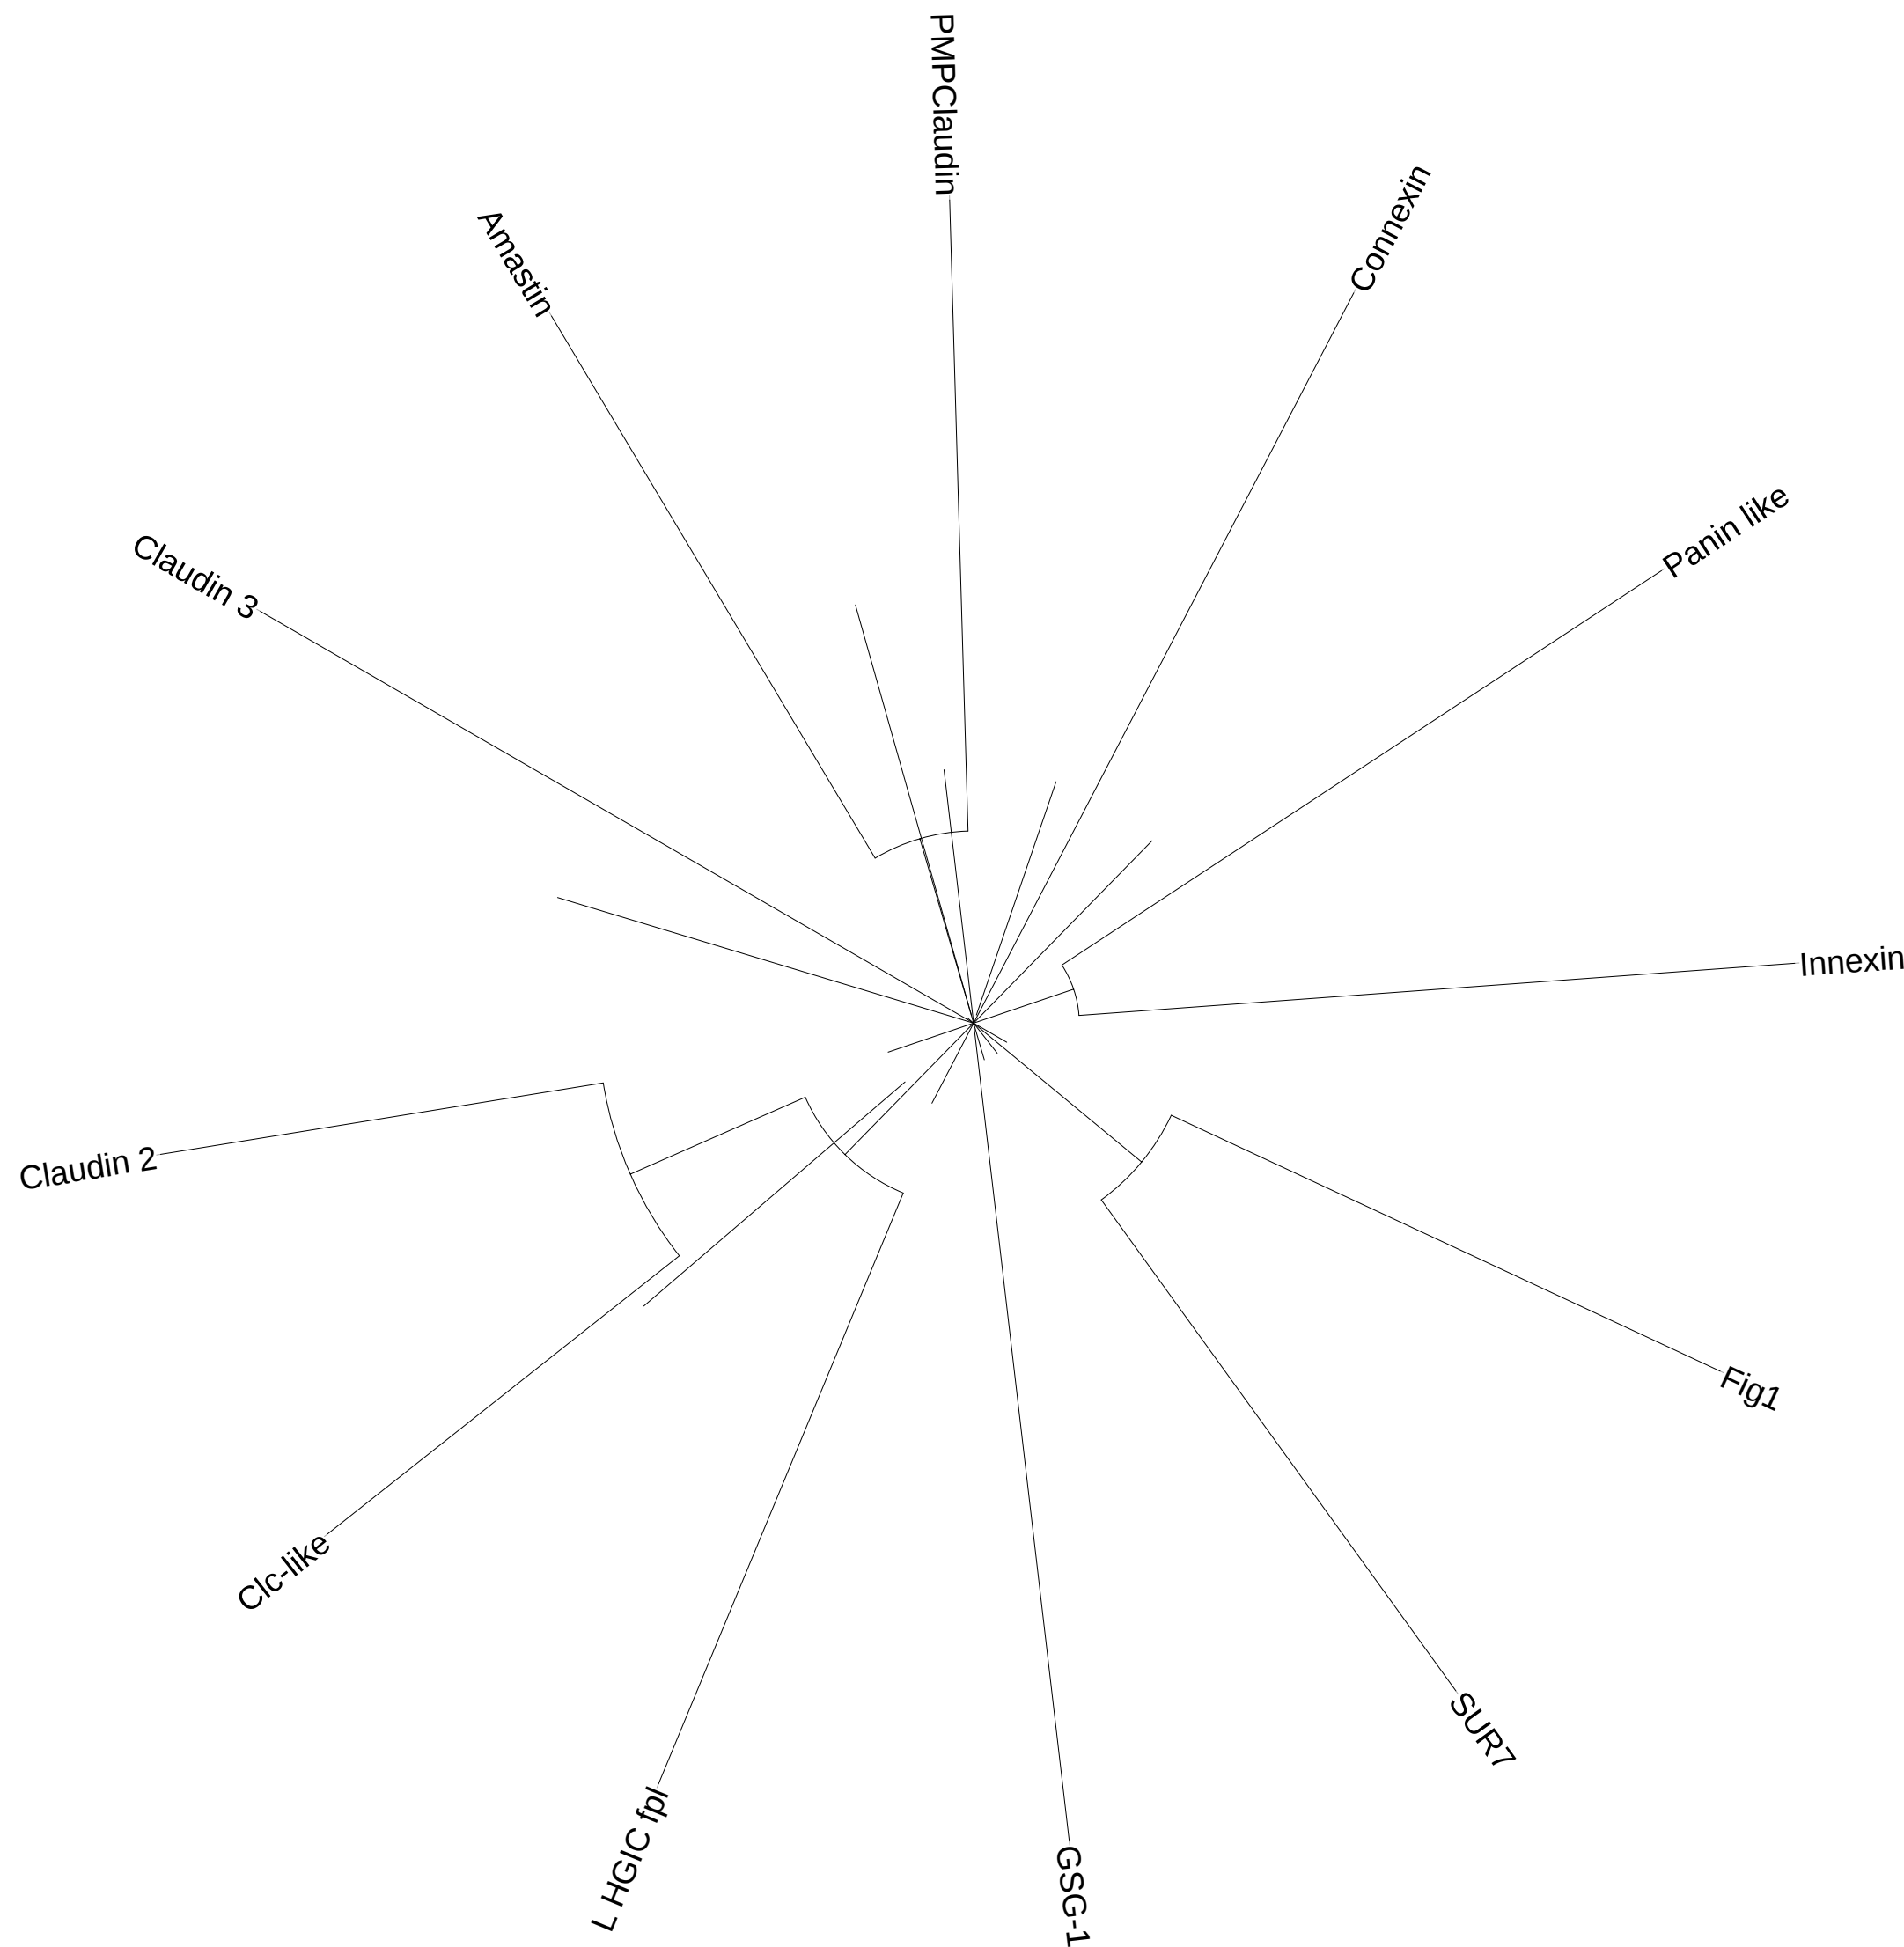 PMPClaudin
Connexin
Amastin
Panin like
Claudin 3
Innexin
Claudin 2
Fig1
Clc-like
SUR7
L HGIC fpl
GSG-1